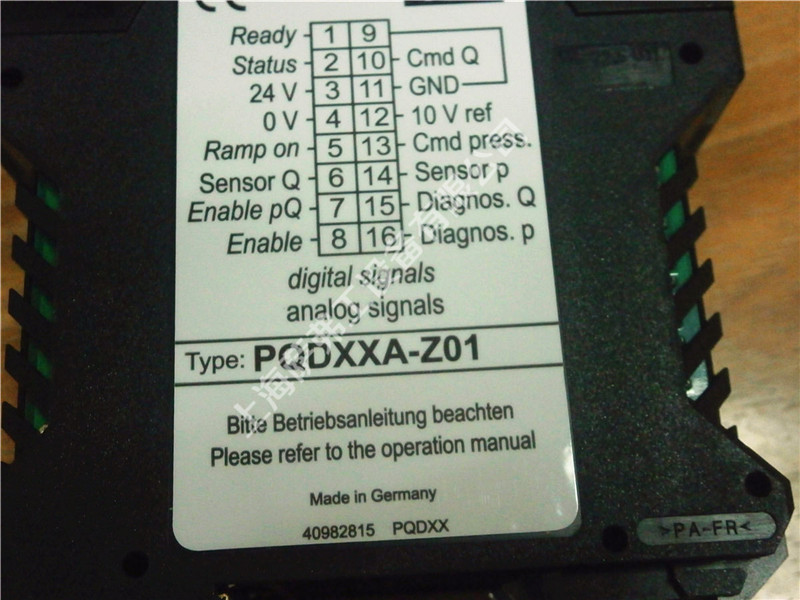 CE
Ready 1 9
Status 2 10 Cmd Q
24 V 3 11 GND
0 V 4 12 10 V ref
Ramp on 5 13 Cmd press.
Sensor Q 6 14 Sensor p
Enable pQ 7 15 Diagnos. Q
Enable 8 16 Diagnos. p
digital signals
analog signals
Type: PQDXXA-Z01
Bitte Betriebsanleitung beachten
Please refer to the operation manual
Made in Germany
40982815 PQDXX
>PA-FR<